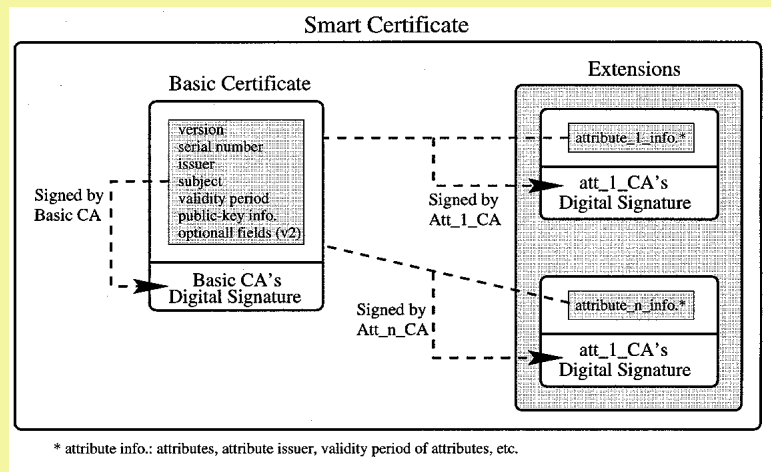 Smart Certificate
Basic Certificate
version
serial number
issuer
subject
validity period
public-key info.
optionall fields (v2)
Signed by
Basic CA
Basic CA's
Digital Signature
Extensions
attribute_1_info.*
Signed by
Att_1_CA
att_1_CA's
Digital Signature
attribute_n_info.*
Signed by
Att_n_CA
att_1_CA's
Digital Signature
* attribute info.: attributes, attribute issuer, validity period of attributes, etc.